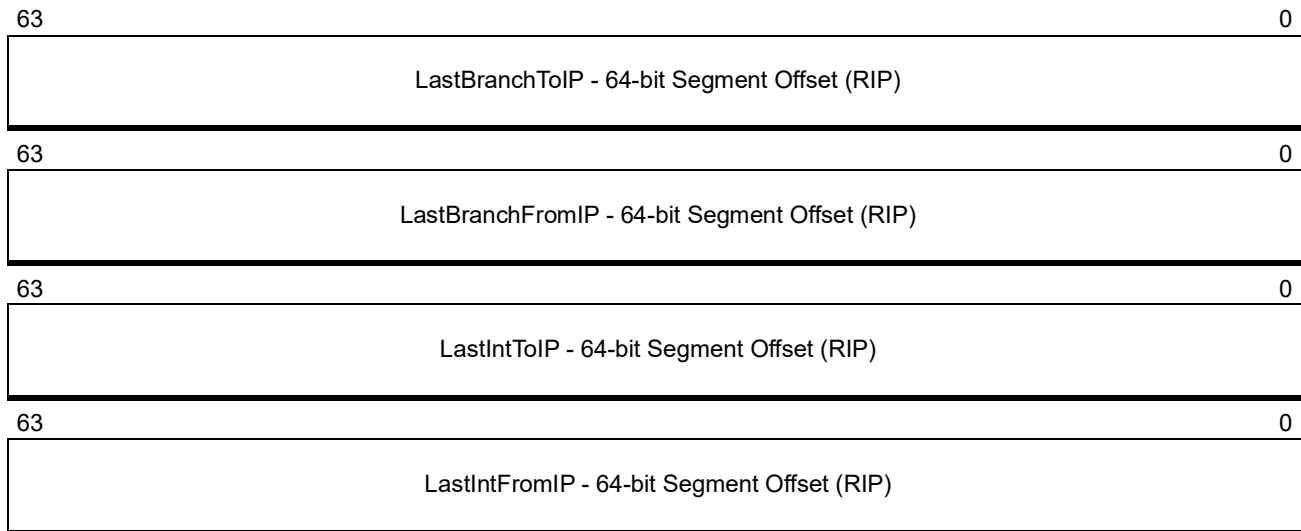 63 0
LastBranchToIP - 64-bit Segment Offset (RIP)
63 0
LastBranchFromIP - 64-bit Segment Offset (RIP)
63 0
LastIntToIP - 64-bit Segment Offset (RIP)
63 0
LastIntFromIP - 64-bit Segment Offset (RIP)